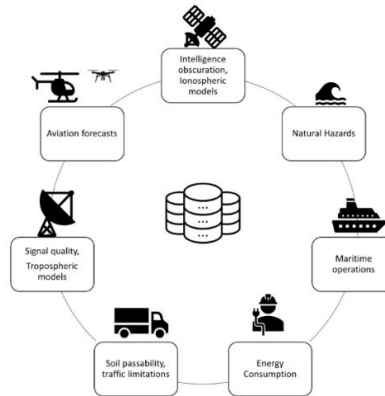 Intelligence
obscuration,
Ionospheric
models
Aviation forecasts
Natural Hazards
...
...
...
Signal quality,
Tropospheric
models
Maritime
operations
Soil passability,
traffic limitations
Energy
Consumption